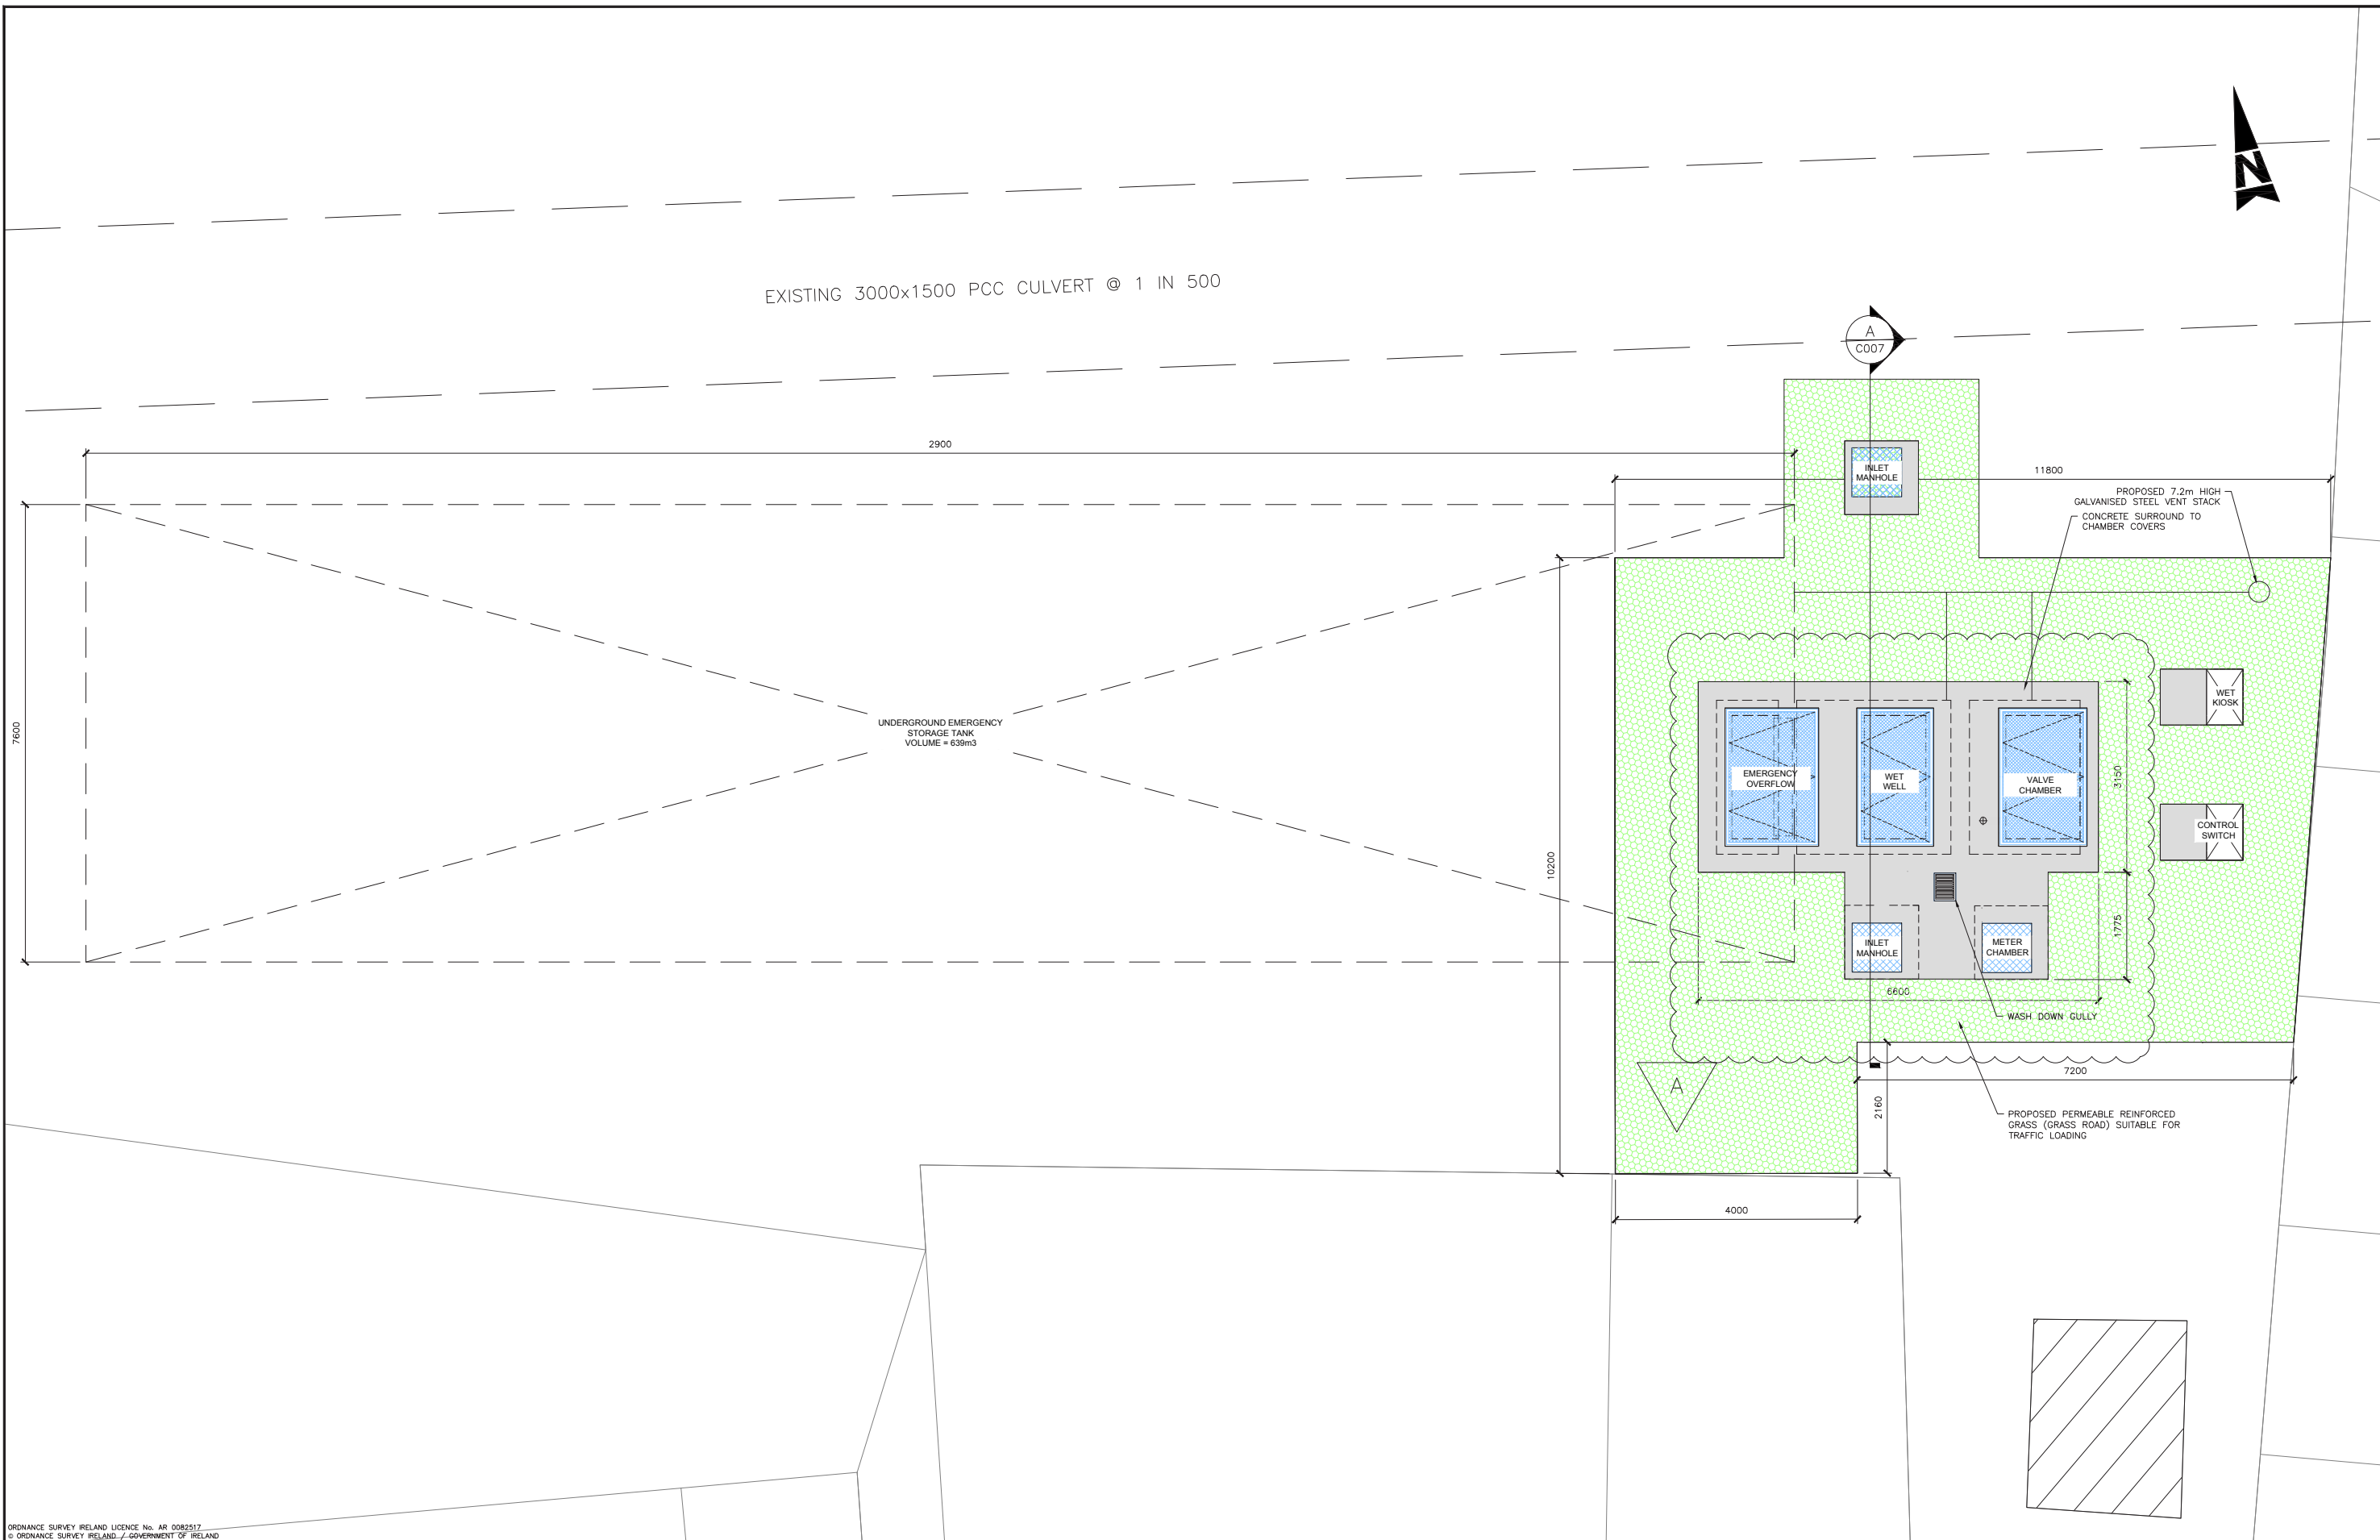 N
EXISTING 3000x1500 PCC CULVERT @ 1 IN 500
A
C007
2900
11800
INLET
MANHOLE
PROPOSED 7.2m HIGH
GALVANISED STEEL VENT STACK
CONCRETE SURROUND TO
CHAMBER COVERS
7600
UNDERGROUND EMERGENCY
STORAGE TANK
VOLUME = 639m3
10200
WET
KIOSK
EMERGENCY
OVERFLOW
WET
WELL
VALVE
CHAMBER
3150
CONTROL
SWITCH
INLET
MANHOLE
METER
CHAMBER
1775
6600
WASH DOWN GULLY
A
7200
2160
PROPOSED PERMEABLE REINFORCED
GRASS (GRASS ROAD) SUITABLE FOR
TRAFFIC LOADING
4000
ORDNANCE SURVEY IRELAND LICENCE No. AR 0082517
© ORDNANCE SURVEY IRELAND / GOVERNMENT OF IRELAND